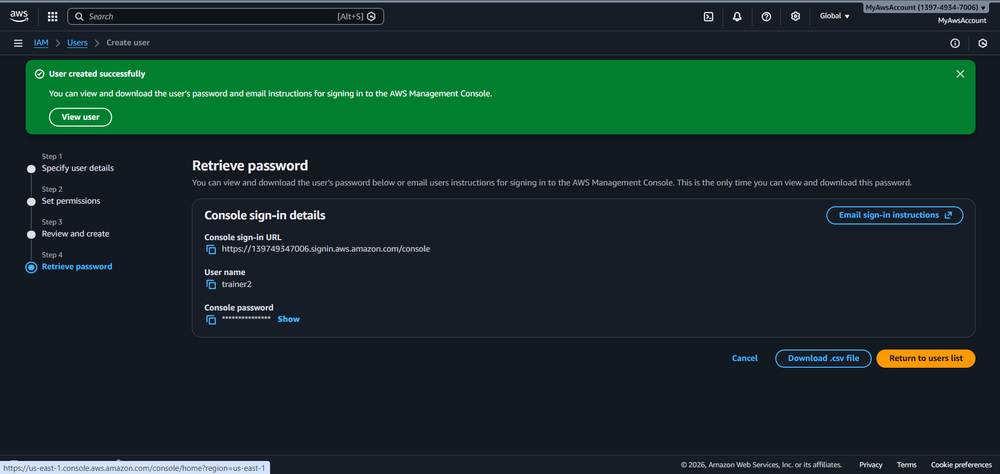 aws
Search
[Alt+S]
Global
MyAwsAccount (1397-4934-7006)
MyAwsAccount
IAM
Users
Create user
User created successfully
You can view and download the user's password and email instructions for signing in to the AWS Management Console.
View user
Step 1
Specify user details
Step 2
Set permissions
Step 3
Review and create
Step 4
Retrieve password
Retrieve password
You can view and download the user's password below or email users instructions for signing in to the AWS Management Console. This is the only time you can view and download this password.
Console sign-in details
Email sign-in instructions
Console sign-in URL
https://139749347006.signin.aws.amazon.com/console
User name
trainer2
Console password
*************** Show
Cancel
Download .csv file
Return to users list
https://us-east-1.console.aws.amazon.com/console/home?region=us-east-1
© 2026, Amazon Web Services, Inc. or its affiliates.
Privacy
Terms
Cookie preferences